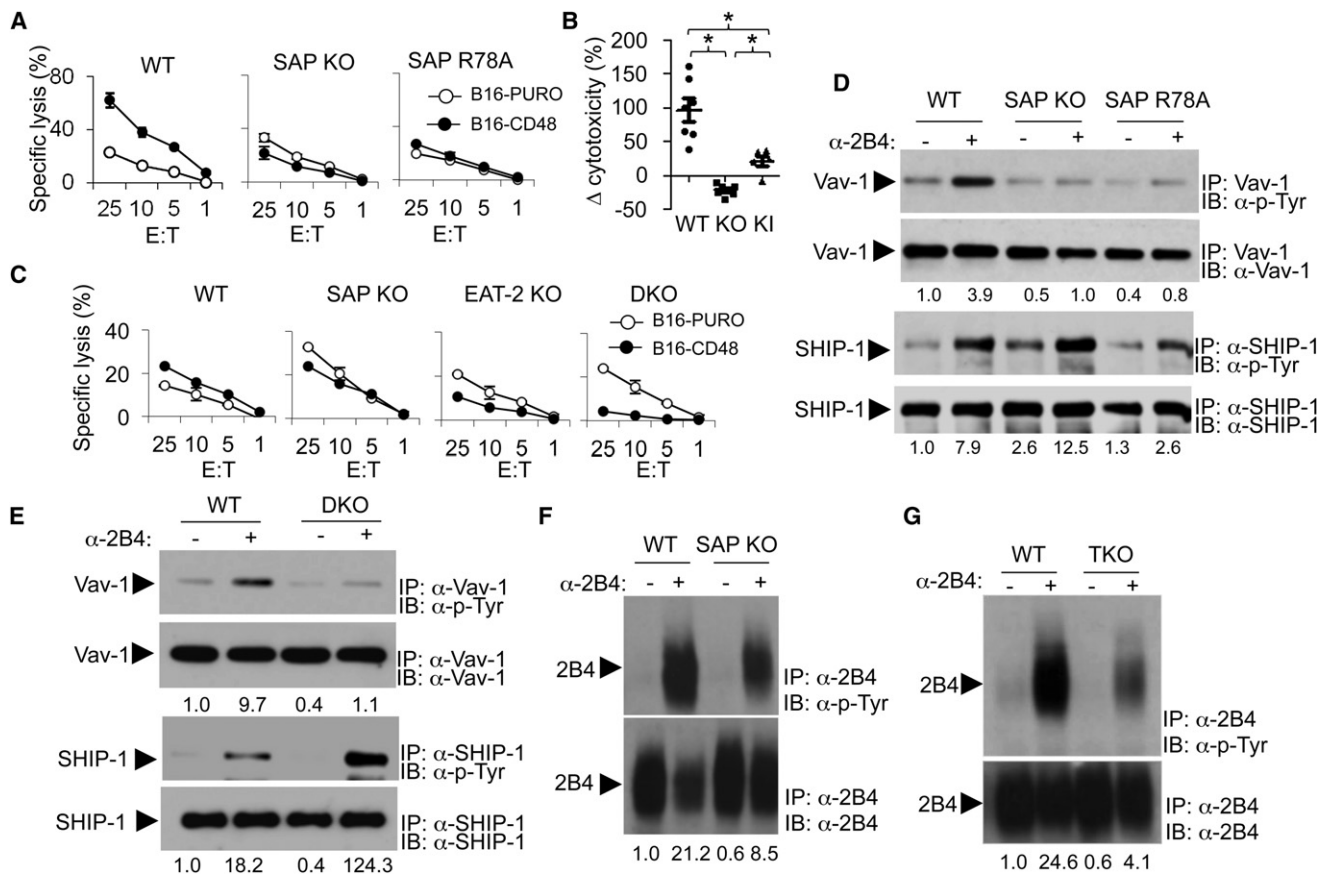 A
WT
SAP KO
SAP R78A
Specific lysis (%)
80
40
0
B16-PURO
B16-CD48
25 10 5 1
25 10 5 1
25 10 5 1
E:T
E:T
E:T
B
Δ cytotoxicity (%)
200
150
100
50
0
-50
* * *
WT KO KI
C
WT
SAP KO
EAT-2 KO
DKO
Specific lysis (%)
40
20
0
B16-PURO
B16-CD48
25 10 5 1
25 10 5 1
25 10 5 1
25 10 5 1
E:T
E:T
E:T
E:T
D
WT SAP KO SAP R78A
α-2B4: - + - + - +
Vav-1
IP: Vav-1
IB: α-p-Tyr
Vav-1
IP: Vav-1
IB: α-Vav-1
1.0 3.9 0.5 1.0 0.4 0.8
SHIP-1
IP: α-SHIP-1
IB: α-p-Tyr
SHIP-1
IP: α-SHIP-1
IB: α-SHIP-1
1.0 7.9 2.6 12.5 1.3 2.6
E
WT DKO
α-2B4: - + - +
Vav-1
IP: α-Vav-1
IB: α-p-Tyr
Vav-1
IP: α-Vav-1
IB: α-Vav-1
1.0 9.7 0.4 1.1
SHIP-1
IP: α-SHIP-1
IB: α-p-Tyr
SHIP-1
IP: α-SHIP-1
IB: α-SHIP-1
1.0 18.2 0.4 124.3
F
WT SAP KO
α-2B4: - + - +
2B4
IP: α-2B4
IB: α-p-Tyr
2B4
IP: α-2B4
IB: α-2B4
1.0 21.2 0.6 8.5
G
WT TKO
α-2B4: - + - +
2B4
IP: α-2B4
IB: α-p-Tyr
2B4
IP: α-2B4
IB: α-2B4
1.0 24.6 0.6 4.1